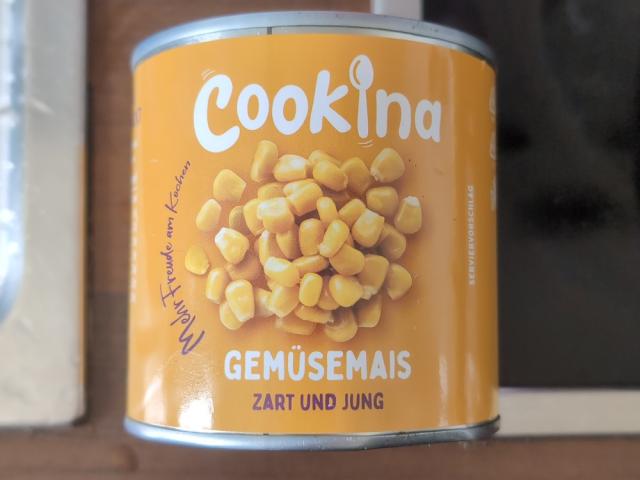 Cookina
Mehr Freude am Kochen
SERVIERVORSCHLAG
GEMÜSEMAIS
ZART UND JUNG